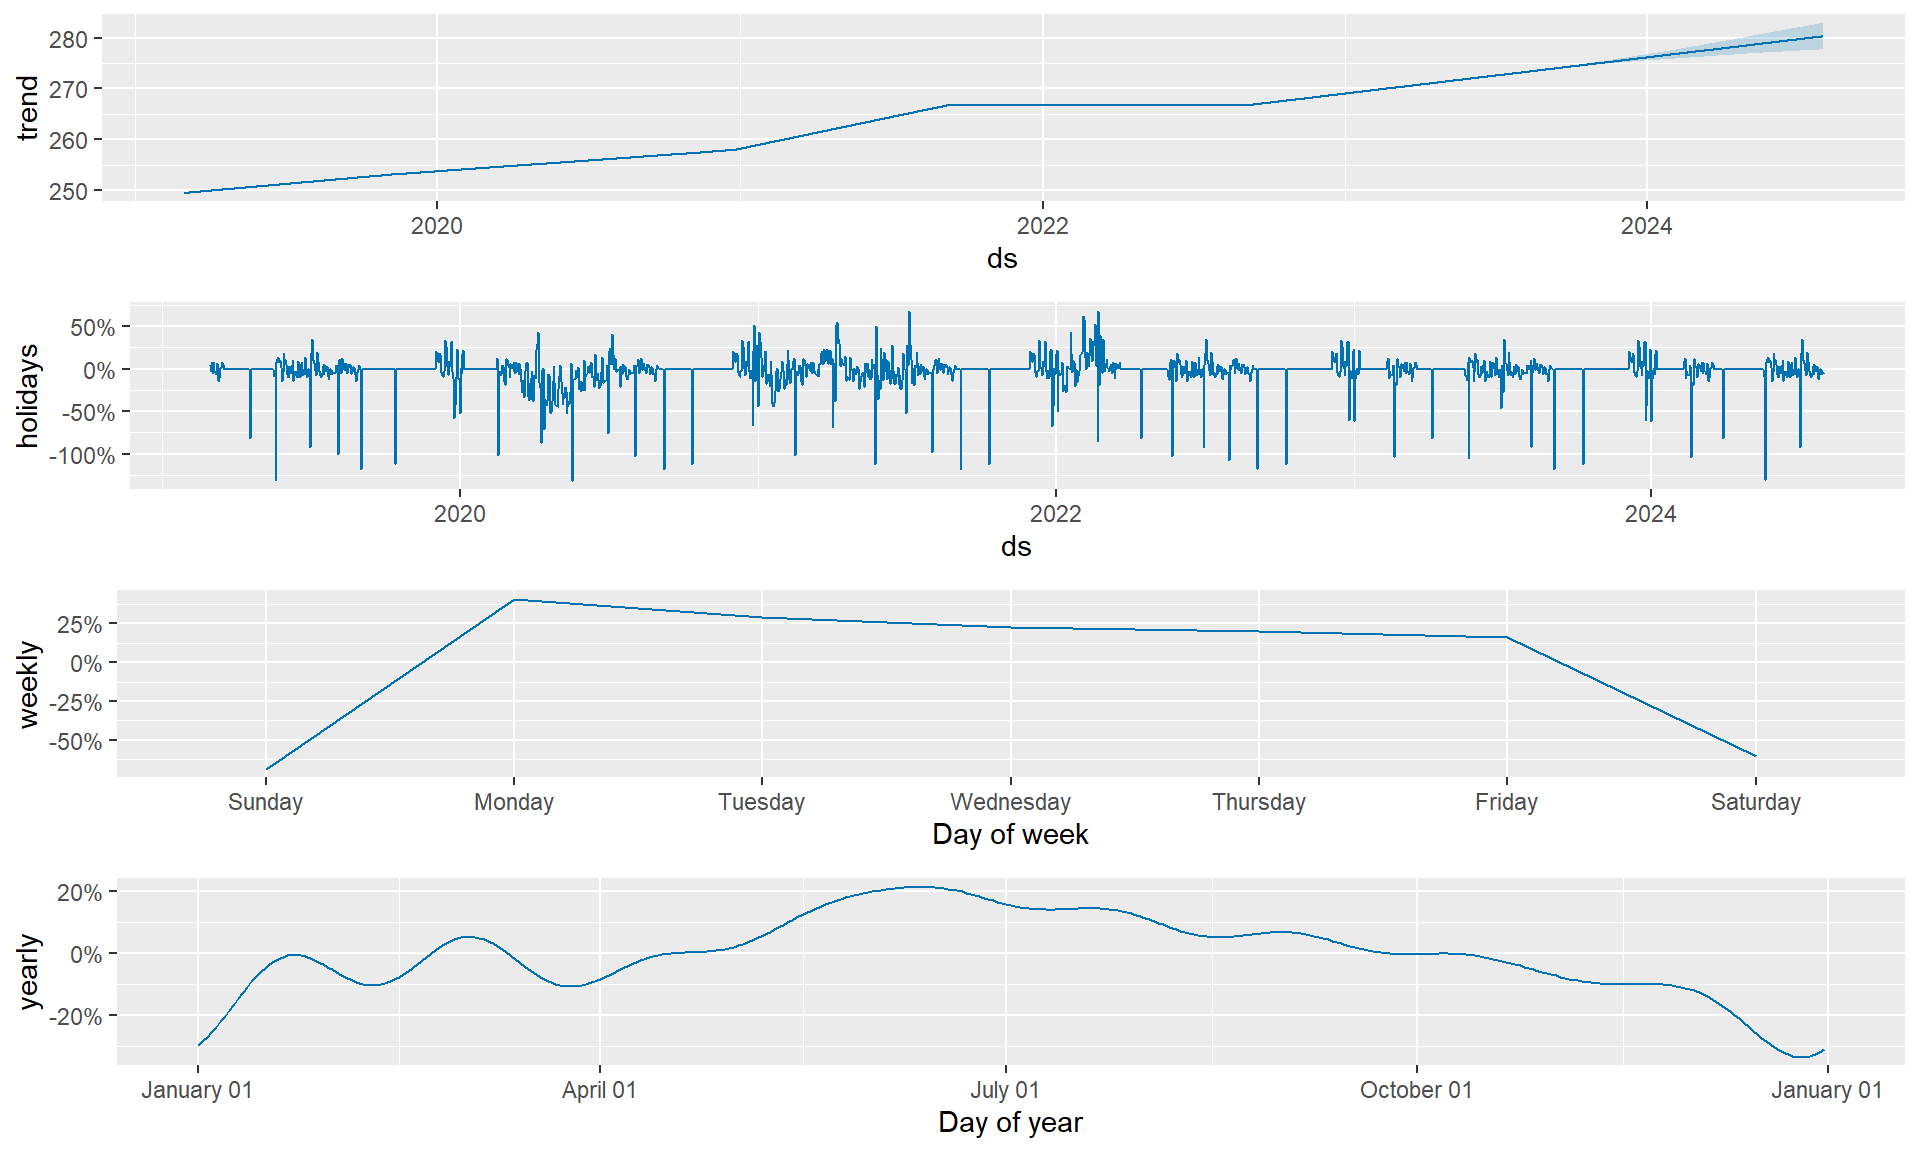 280
270
260
250
trend
2020 2022 2024
ds
50%
0%
-50%
-100%
holidays
2020 2022 2024
ds
25%
0%
-25%
-50%
weekly
Sunday Monday Tuesday Wednesday Thursday Friday Saturday
Day of week
20%
0%
-20%
yearly
January 01 April 01 July 01 October 01 January 01
Day of year